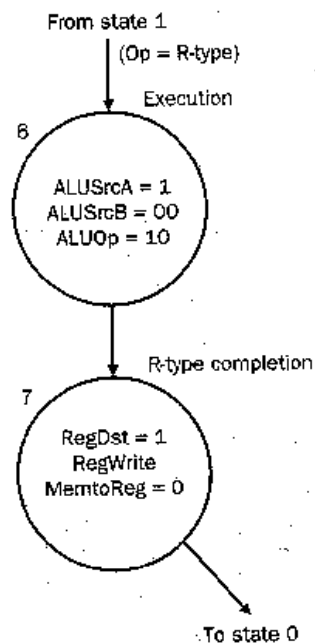 From state 1
(Op = R-type)
Execution
6
ALUSrcA = 1
ALUSrcB = 00
ALUOp = 10
R-type completion
7
RegDst = 1
RegWrite
MemtoReg = 0
To state 0